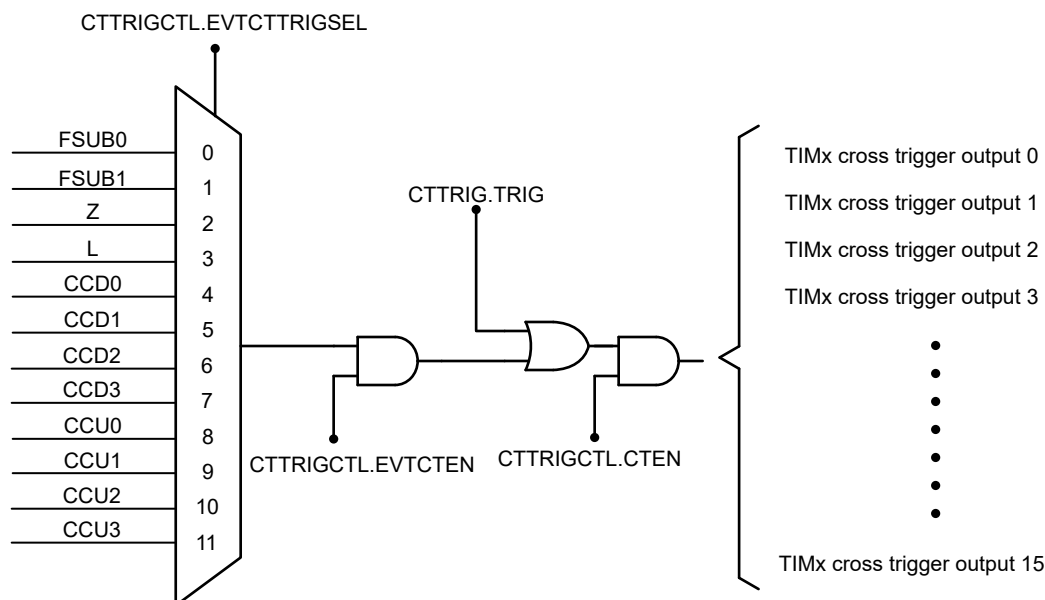 CTTRIGCTL.EVTCTTRIGSEL
FSUB0
0
FSUB1
1
Z
2
L
3
CCD0
4
CCD1
5
CCD2
6
CCD3
7
CCU0
8
CCU1
9
CCU2
10
CCU3
11
CTTRIG.TRIG
CTTRIGCTL.EVTCTEN
CTTRIGCTL.CTEN
TIMx cross trigger output 0
TIMx cross trigger output 1
TIMx cross trigger output 2
TIMx cross trigger output 3
TIMx cross trigger output 15